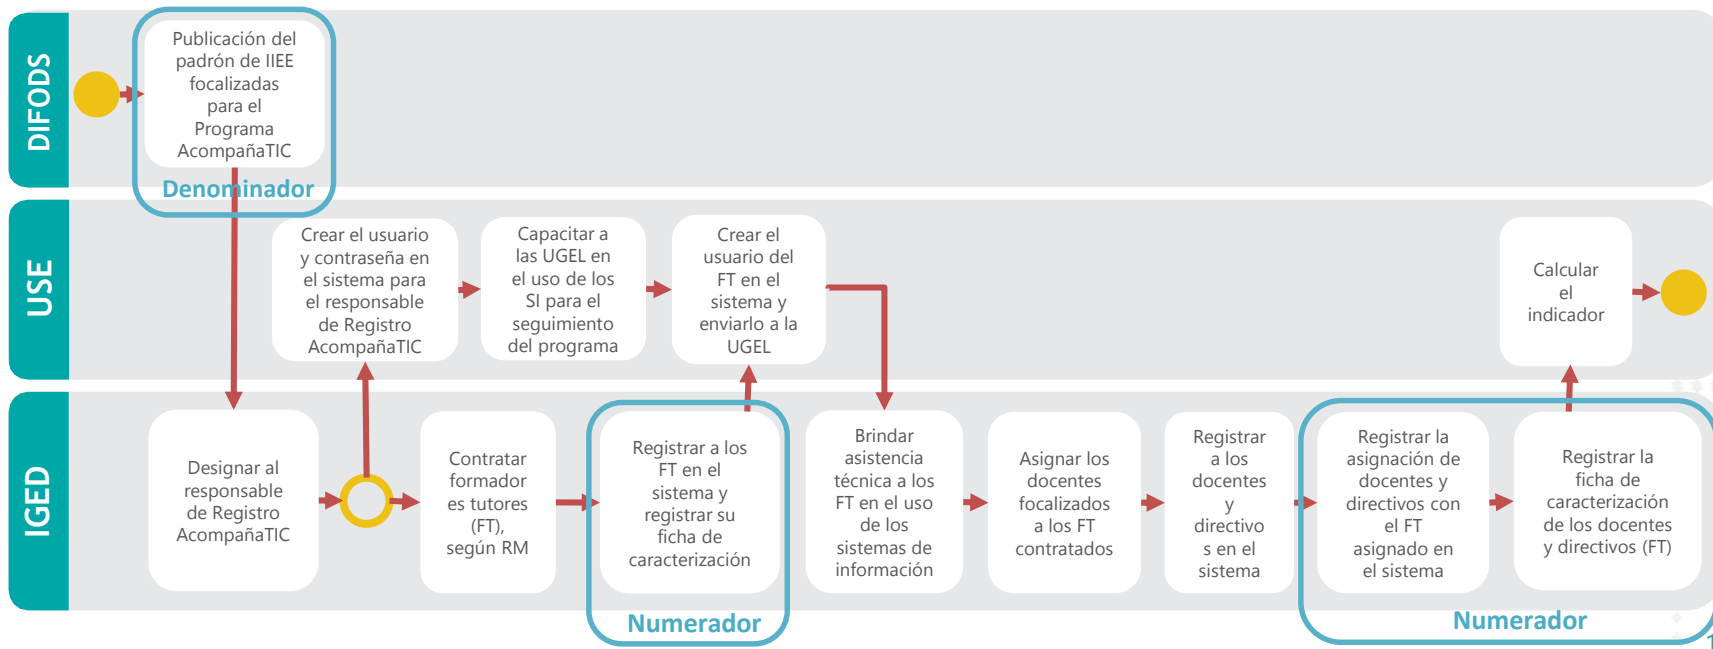 DIFODS
Publicación del
padrón de IIEE
focalizadas
para el
Programa
AcompañaTIC
Denominador
USE
Crear el usuario
y contraseña en
el sistema para
el responsable
de Registro
AcompañaTIC
Capacitar a
las UGEL en
el uso de los
SI para el
seguimiento
del programa
Crear el
usuario del
FT en el
sistema y
enviarlo a la
UGEL
Calcular
el
indicador
IGED
Designar al
responsable
de Registro
AcompañaTIC
Contratar
formador
es tutores
(FT),
según RM
Registrar a los
FT en el
sistema y
registrar su
ficha de
caracterización
Numerador
Brindar
asistencia
técnica a los
FT en el uso
de los
sistemas de
información
Asignar los
docentes
focalizados
a los FT
contratados
Registrar
a los
docentes
y
directivo
s en el
sistema
Registrar la
asignación de
docentes y
directivos con
el FT
asignado en
el sistema
Registrar la
ficha de
caracterización
de los docentes
y directivos (FT)
Numerador
1